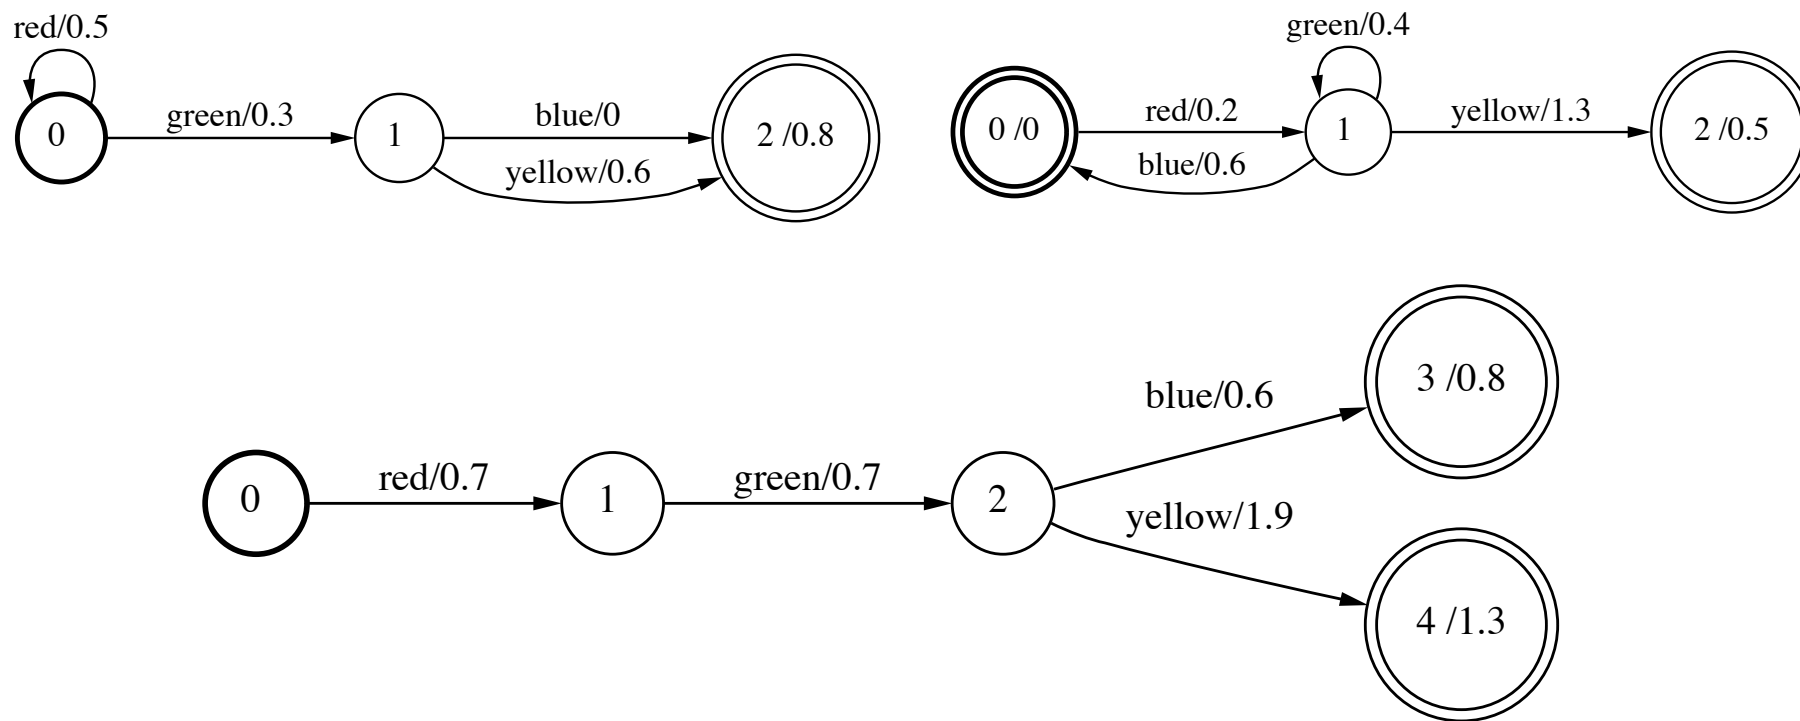 red/0.5
0
green/0.3
1
blue/0
yellow/0.6
2 /0.8
0 /0
red/0.2
blue/0.6
green/0.4
1
yellow/1.3
2 /0.5
0
red/0.7
1
green/0.7
2
blue/0.6
3 /0.8
yellow/1.9
4 /1.3